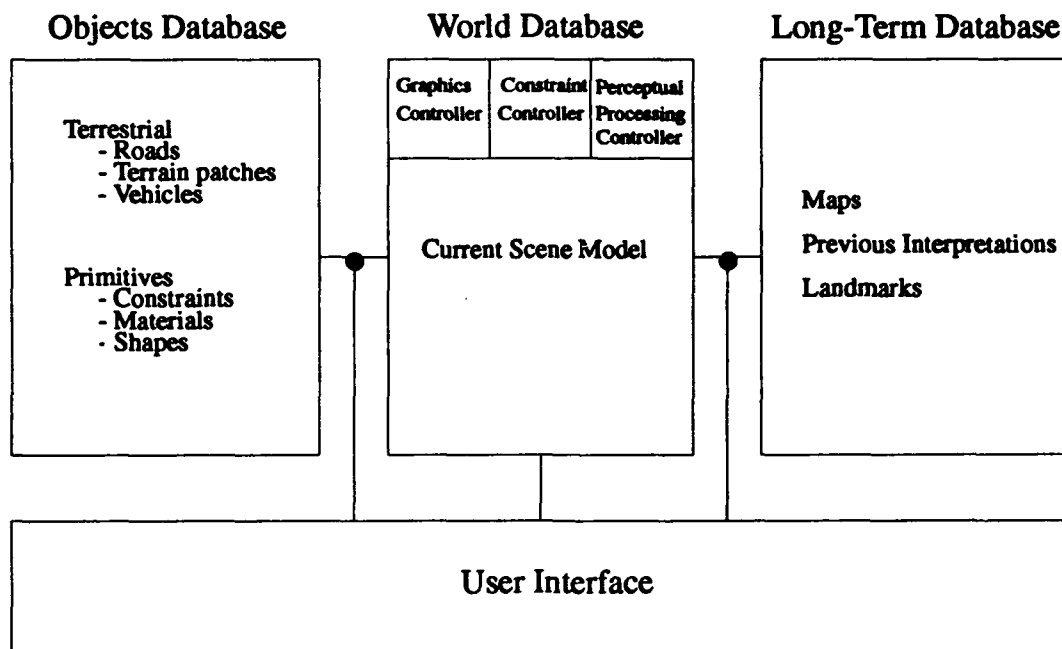 Objects Database
World Database
Long-Term Database
Terrestrial
- Roads
- Terrain patches
- Vehicles
Primitives
- Constraints
- Materials
- Shapes
Graphics
Controller
Constraint
Controller
Perceptual
Processing
Controller
Current Scene Model
Maps
Previous Interpretations
Landmarks
User Interface